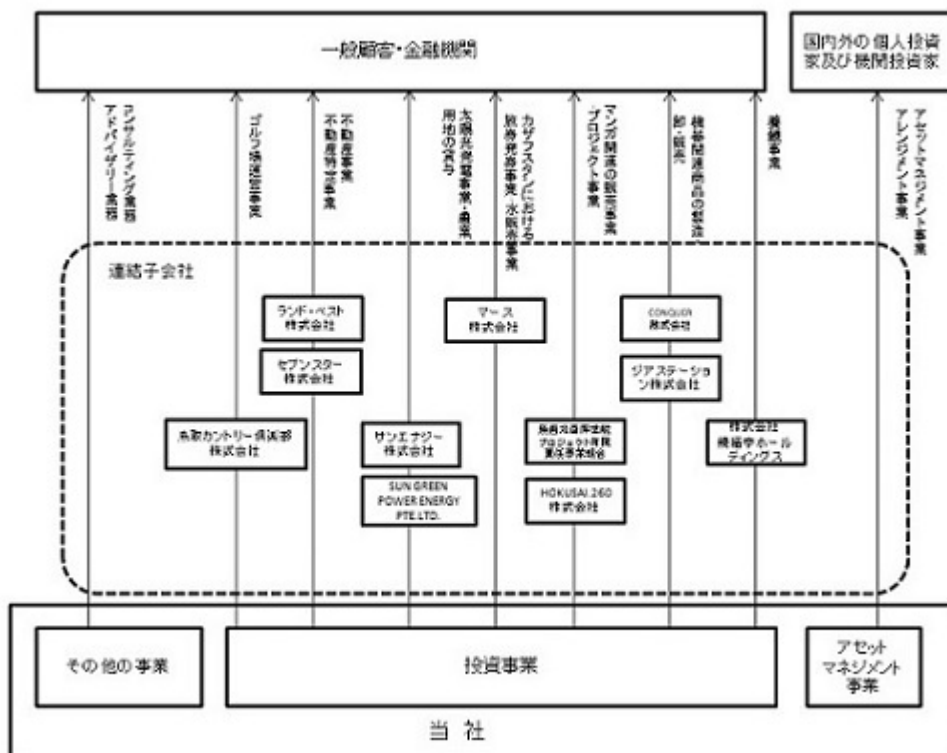 一般顧客・金融機関
国内外の個人投資
家及び機関投資家
コンサルティング業務
アドバイザリー業務
ゴルフ場運営事業
不動産事業
不動産特定事業
太陽光発電事業・農業
用地の貸与
カザフスタンにおける
旅券発券事業・水販売事業
マンガ関連の販売事業
プロジェクト事業
機帯関連商品の製造・
卸・販売
養鰻事業
アセットマネジメント事業
アレンジメント事業
連結子会社
ランド・ベスト
株式会社
マース
株式会社
CONQUER
株式会社
セブンスター
株式会社
ジアステーショ
ン株式会社
鳥取カントリー倶楽部
株式会社
サンエナジー
株式会社
株式会社
ホール
ディングス
SUN GREEN
POWER ENERGY
PTE.LTD.
HOKUSAI.260
株式会社
その他の事業
投資事業
アセット
マネジメント
事業
当 社